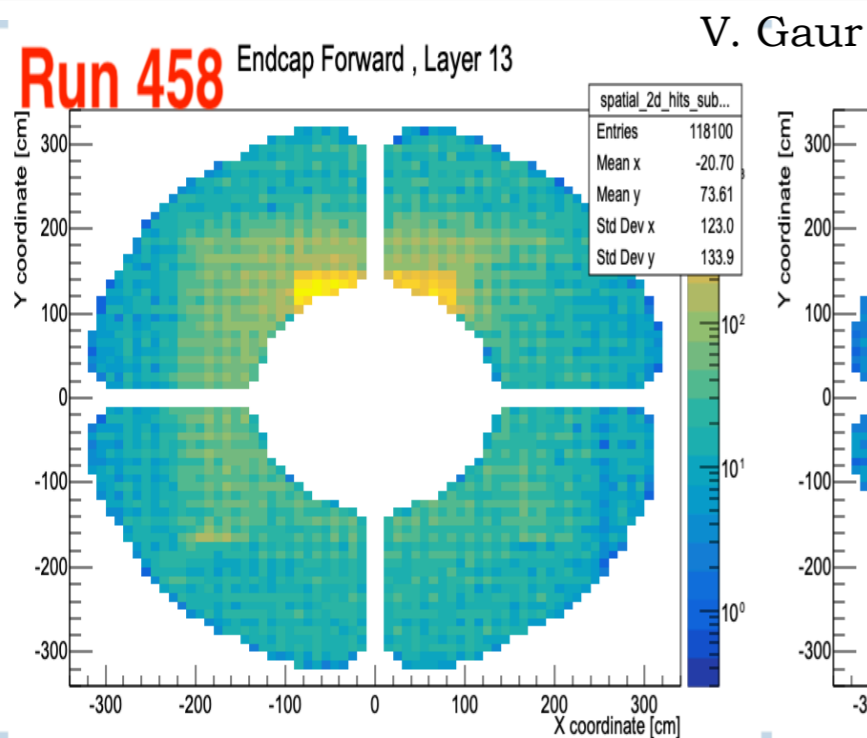 V. Gaur
Run 458
Endcap Forward , Layer 13
spatial_2d_hits_sub...
Entries 118100
Mean x -20.70
Mean y 73.61
Std Dev x 123.0
Std Dev y 133.9
Y coordinate [cm]
300
200
100
0
-100
-200
-300
-300 -200 -100 0 100 200 300
X coordinate [cm]
10²
10¹
10⁰
Y coordinate [cm]
300
200
100
0
-100
-200
-300